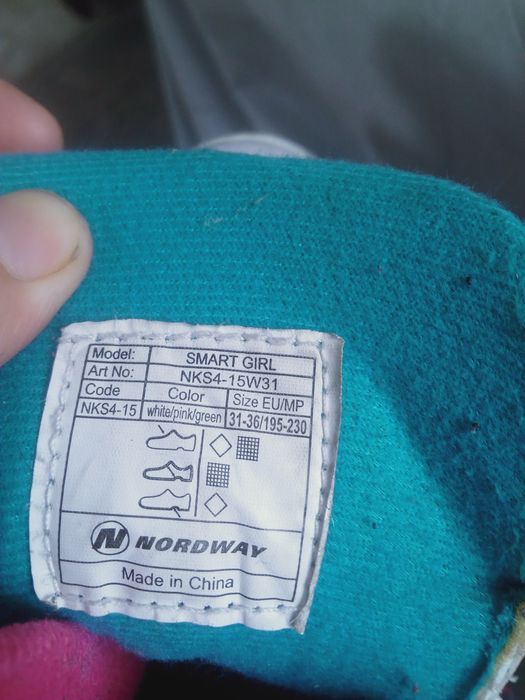 Model: SMART GIRL
Art No: NKS4-15W31
Code Color Size EU/MP
NKS4-15 white/pink/green 31-36/195-230
NORDWAY
Made in China